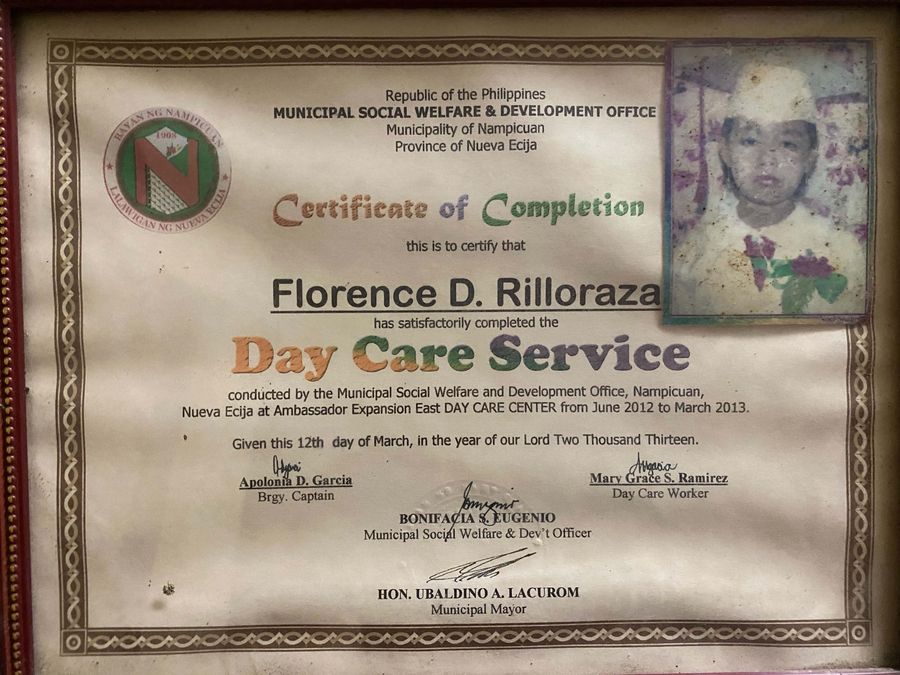 BAYAN NG NAMPICUAN
1908
N
LALAWIGAN NG NUEVA ECIJA
Republic of the Philippines
MUNICIPAL SOCIAL WELFARE & DEVELOPMENT OFFICE
Municipality of Nampicuan
Province of Nueva Ecija
Certificate of Completion
this is to certify that
Florence D. Rilloraza
has satisfactorily completed the
Day Care Service
conducted by the Municipal Social Welfare and Development Office, Nampicuan,
Nueva Ecija at Ambassador Expansion East DAY CARE CENTER from June 2012 to March 2013.
Given this 12th day of March, in the year of our Lord Two Thousand Thirteen.
Apolonia D. Garcia
Brgy. Captain
Mary Grace S. Ramirez
Day Care Worker
BONIFACIA S. EUGENIO
Municipal Social Welfare & Dev't Officer
HON. UBALDINO A. LACUROM
Municipal Mayor